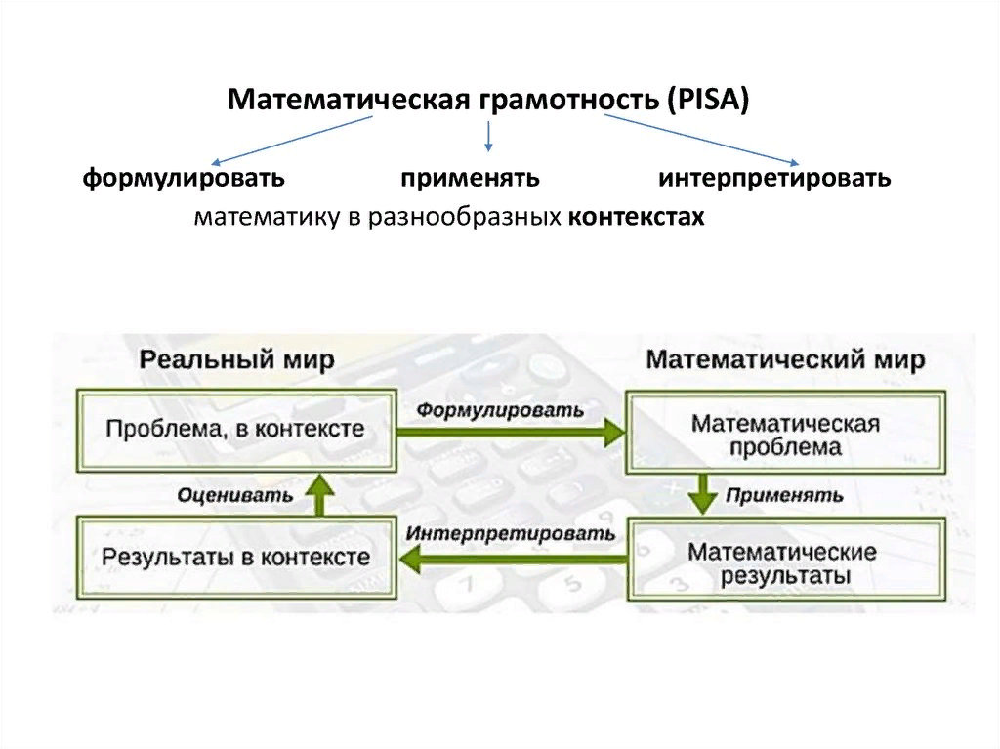 Математическая грамотность (PISA)
формулировать применять интерпретировать
математику в разнообразных контекстах
Реальный мир Математический мир
Проблема, в контексте
Формулировать
Математическая
проблема
Оценивать
Применять
Результаты в контексте
Интерпретировать
Математические
результаты